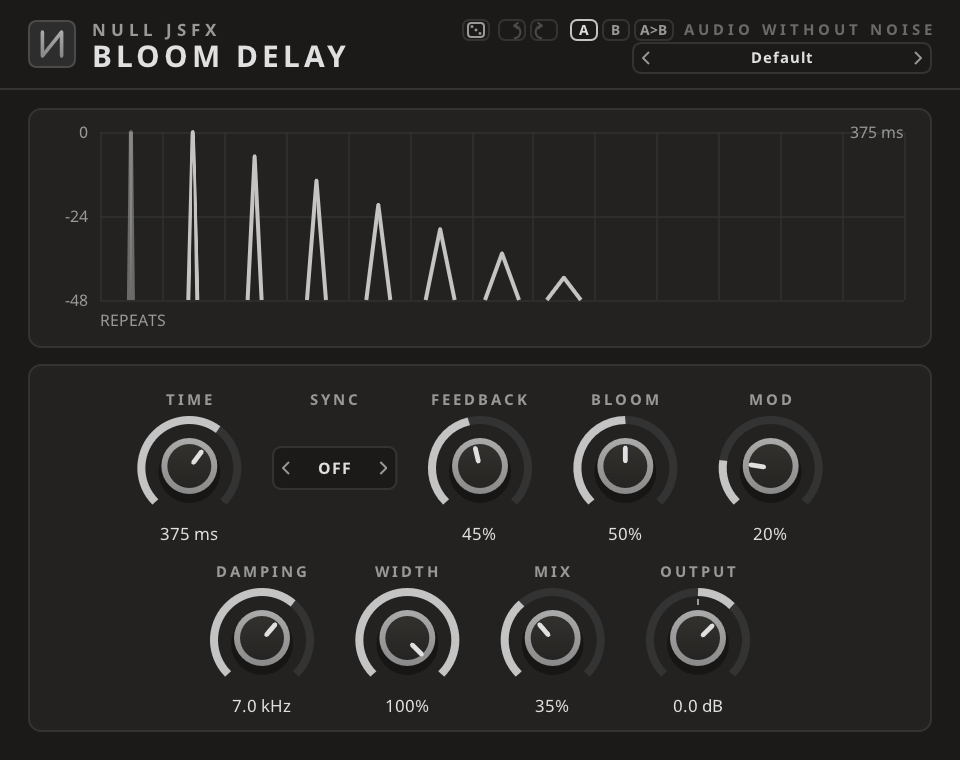 NULL JSFX
BLOOM DELAY
A B A>B AUDIO WITHOUT NOISE
Default
0
375 ms
-24
-48
REPEATS
TIME SYNC FEEDBACK BLOOM MOD
OFF
375 ms 45% 50% 20%
DAMPING WIDTH MIX OUTPUT
7.0 kHz 100% 35% 0.0 dB